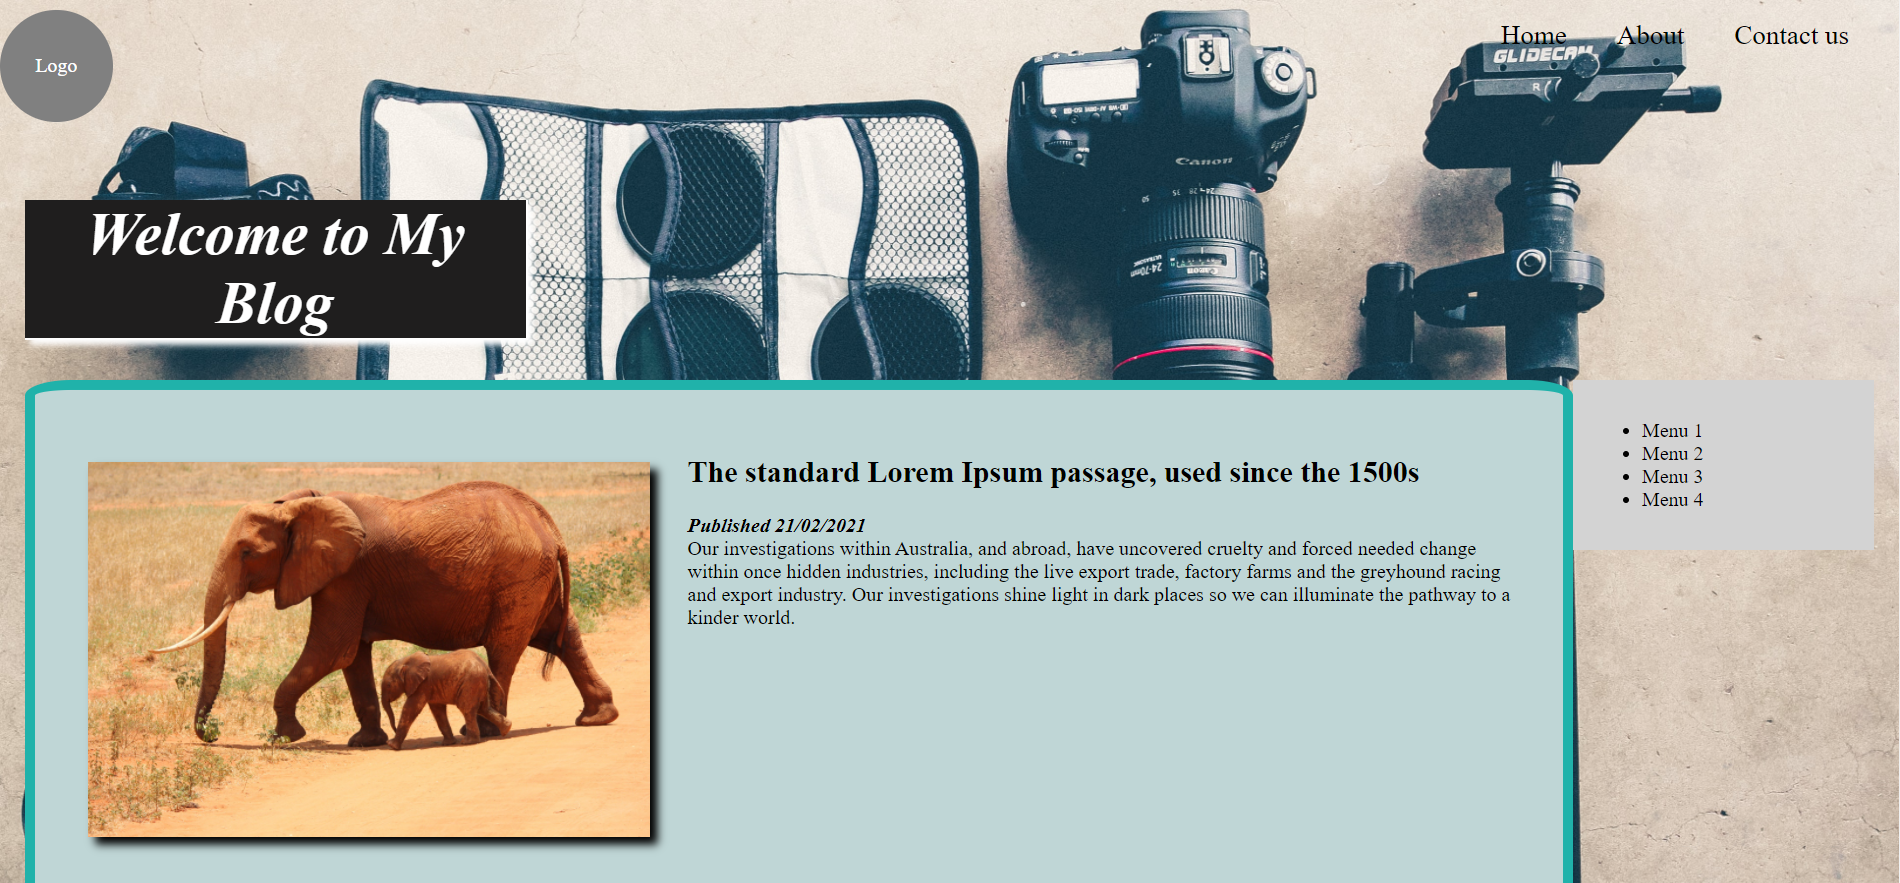 Logo
Home About Contact us
GLIDECAM
R
Canon
Welcome to My
Blog
Canon
24-70mm
ULTRASONIC
Menu 1
Menu 2
Menu 3
Menu 4
The standard Lorem Ipsum passage, used since the 1500s
Published 21/02/2021
Our investigations within Australia, and abroad, have uncovered cruelty and forced needed change
within once hidden industries, including the live export trade, factory farms and the greyhound racing
and export industry. Our investigations shine light in dark places so we can illuminate the pathway to a
kinder world.